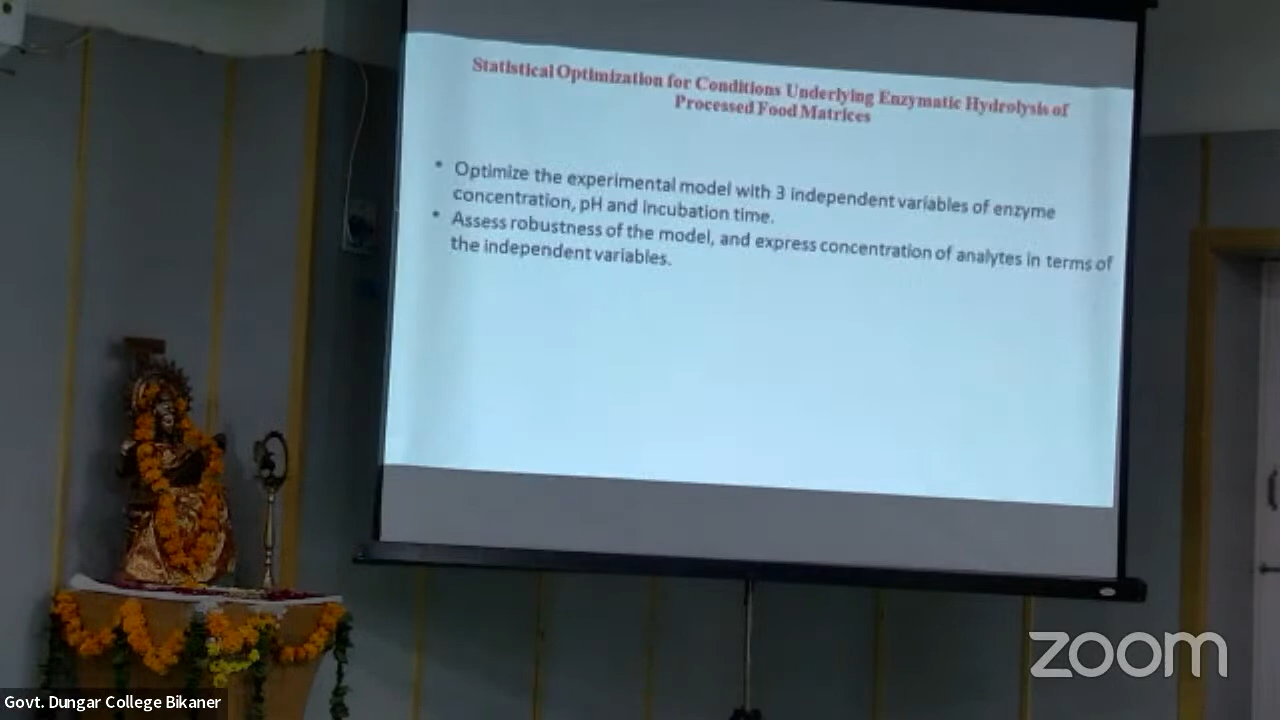 Statistical Optimization for Conditions Underlying Enzymatic Hydrolysis of
Processed Food Matrices
• Optimize the experimental model with 3 independent variables of enzyme
concentration, pH and incubation time.
• Assess robustness of the model, and express concentration of analytes in terms of
the independent variables.
zoom
Govt. Dungar College Bikaner